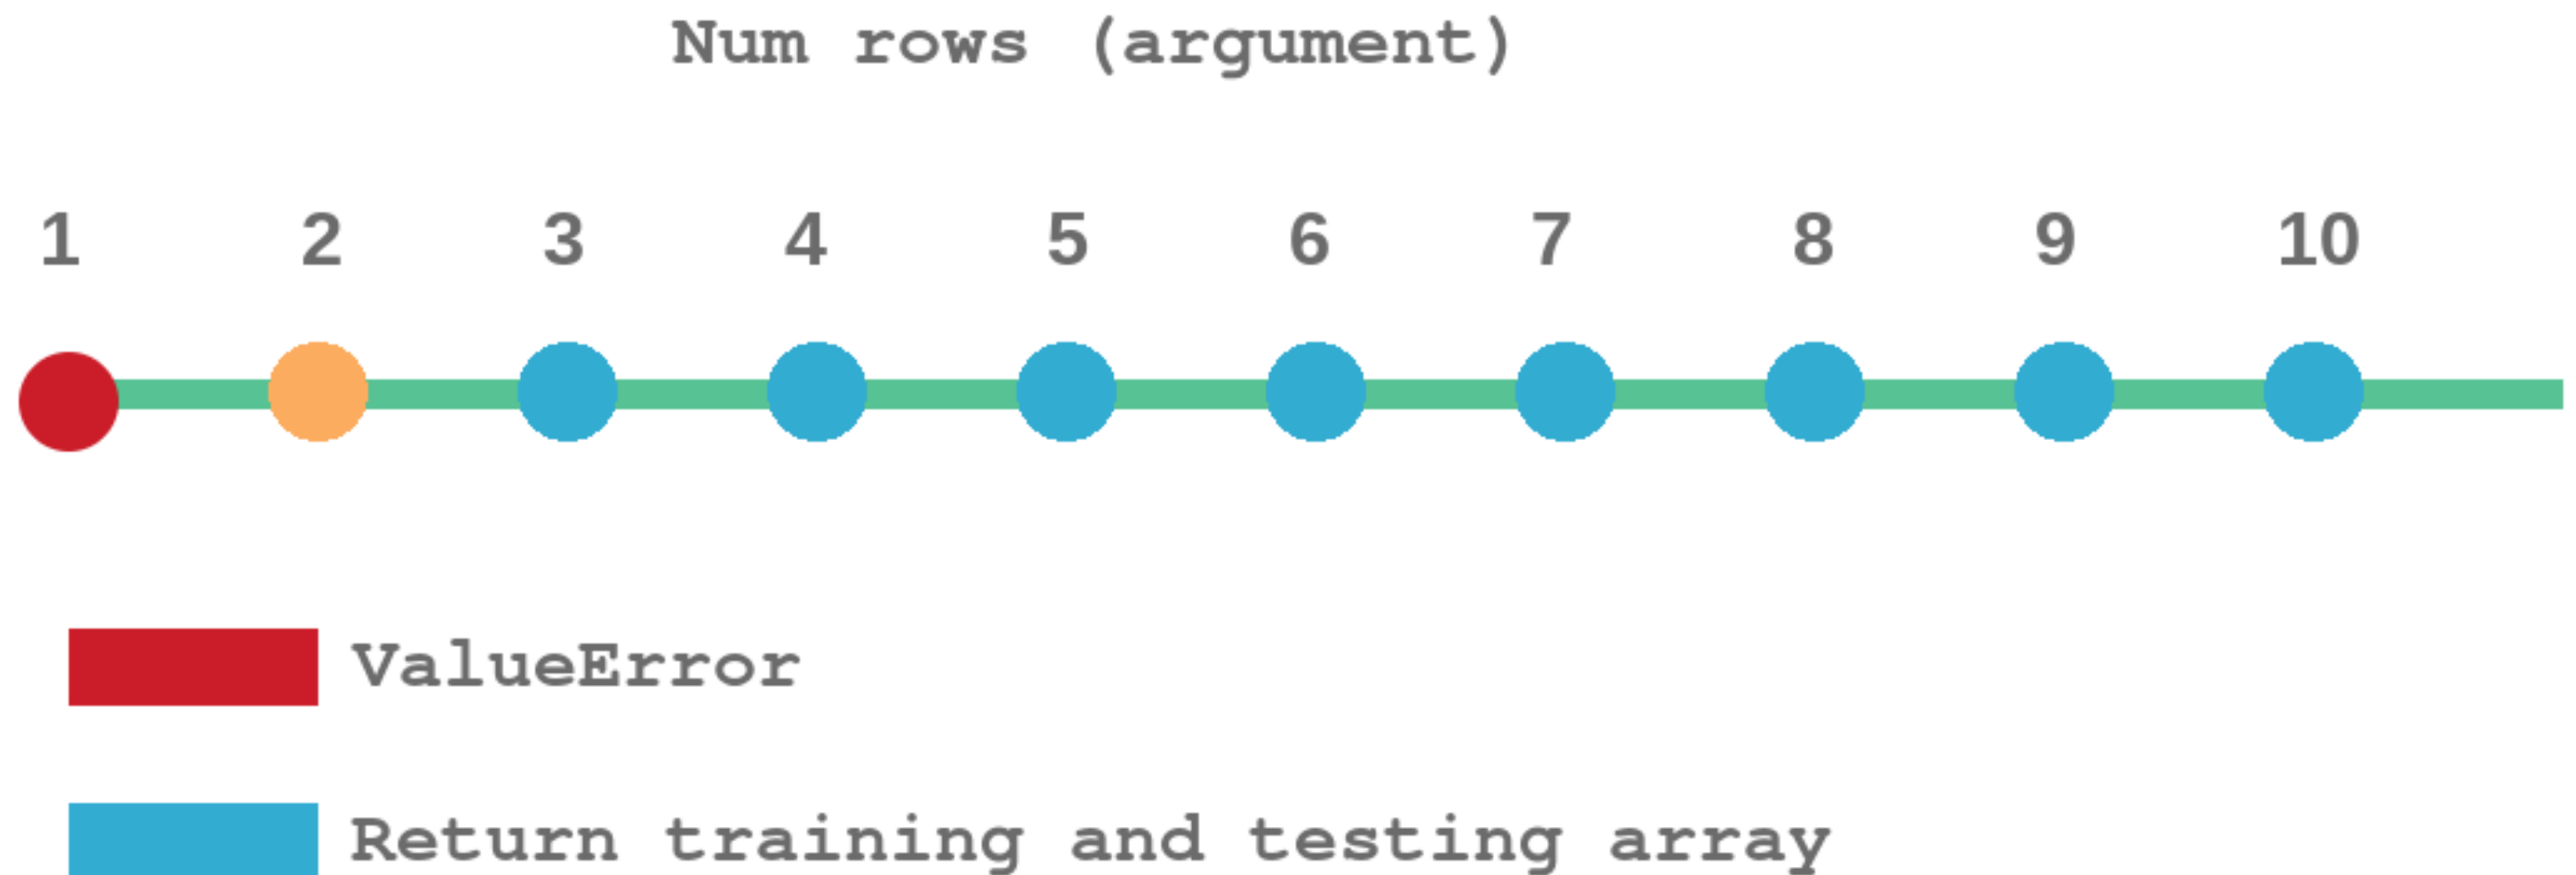 Num rows (argument)
1 2 3 4 5 6 7 8 9 10
ValueError
Return training and testing array